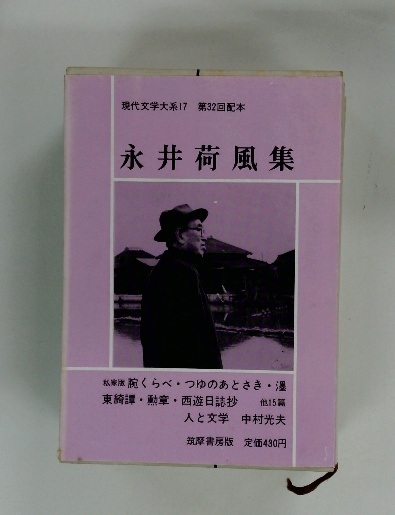 現代文学大系17 第32回配本
永井荷風集
私家版 腕くらべ・つゆのあとさき・濹
東綺譚・勲章・西遊日誌抄 他15篇
人と文学 中村光夫
筑摩書房版 定価430円